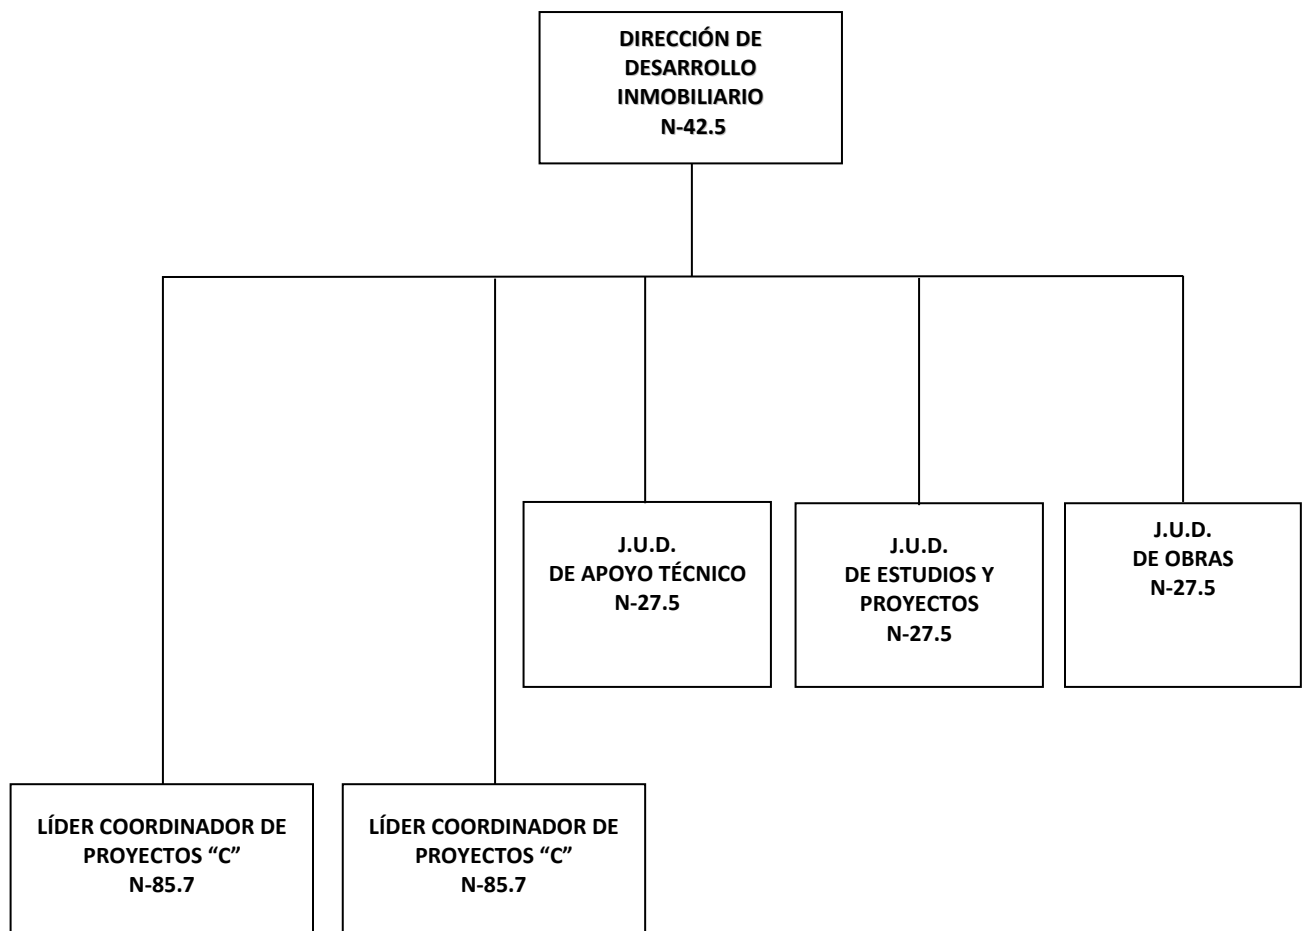 DIRECCIÓN DE
DESARROLLO
INMOBILIARIO
N-42.5
J.U.D.
DE APOYO TÉCNICO
N-27.5
J.U.D.
DE ESTUDIOS Y
PROYECTOS
N-27.5
J.U.D.
DE OBRAS
N-27.5
LÍDER COORDINADOR DE
PROYECTOS “C”
N-85.7
LÍDER COORDINADOR DE
PROYECTOS “C”
N-85.7